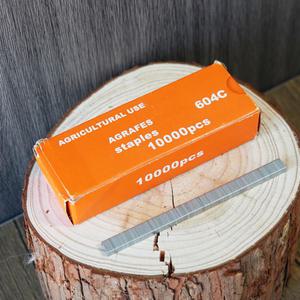 AGRICULTURAL USE
604C
AGRAFES
staples
10000pcs
10000pcs